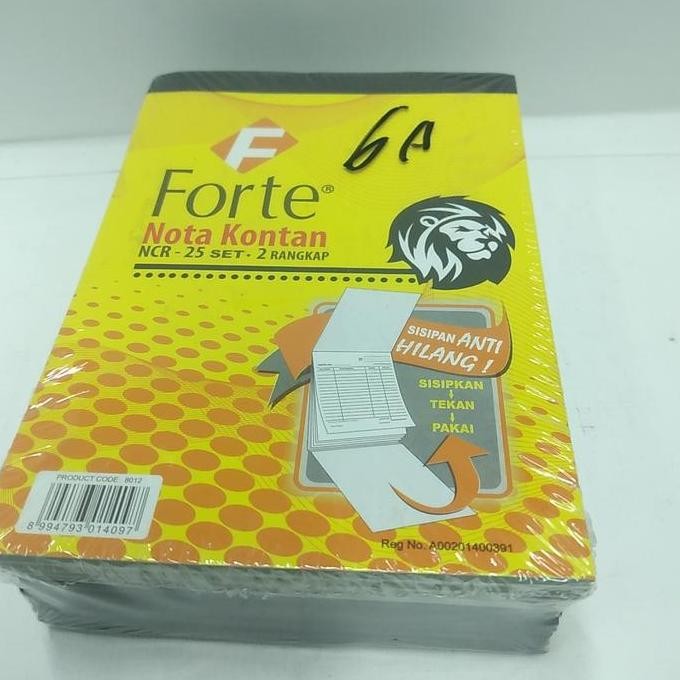 6A
F
Forte®
Nota Kontan
NCR - 25 SET · 2 RANGKAP
SISIPAN ANTI
HILANG !
SISIPKAN
TEKAN
PAKAI
PRODUCT CODE 8012
8 994793 014097
Reg No. A00201400391